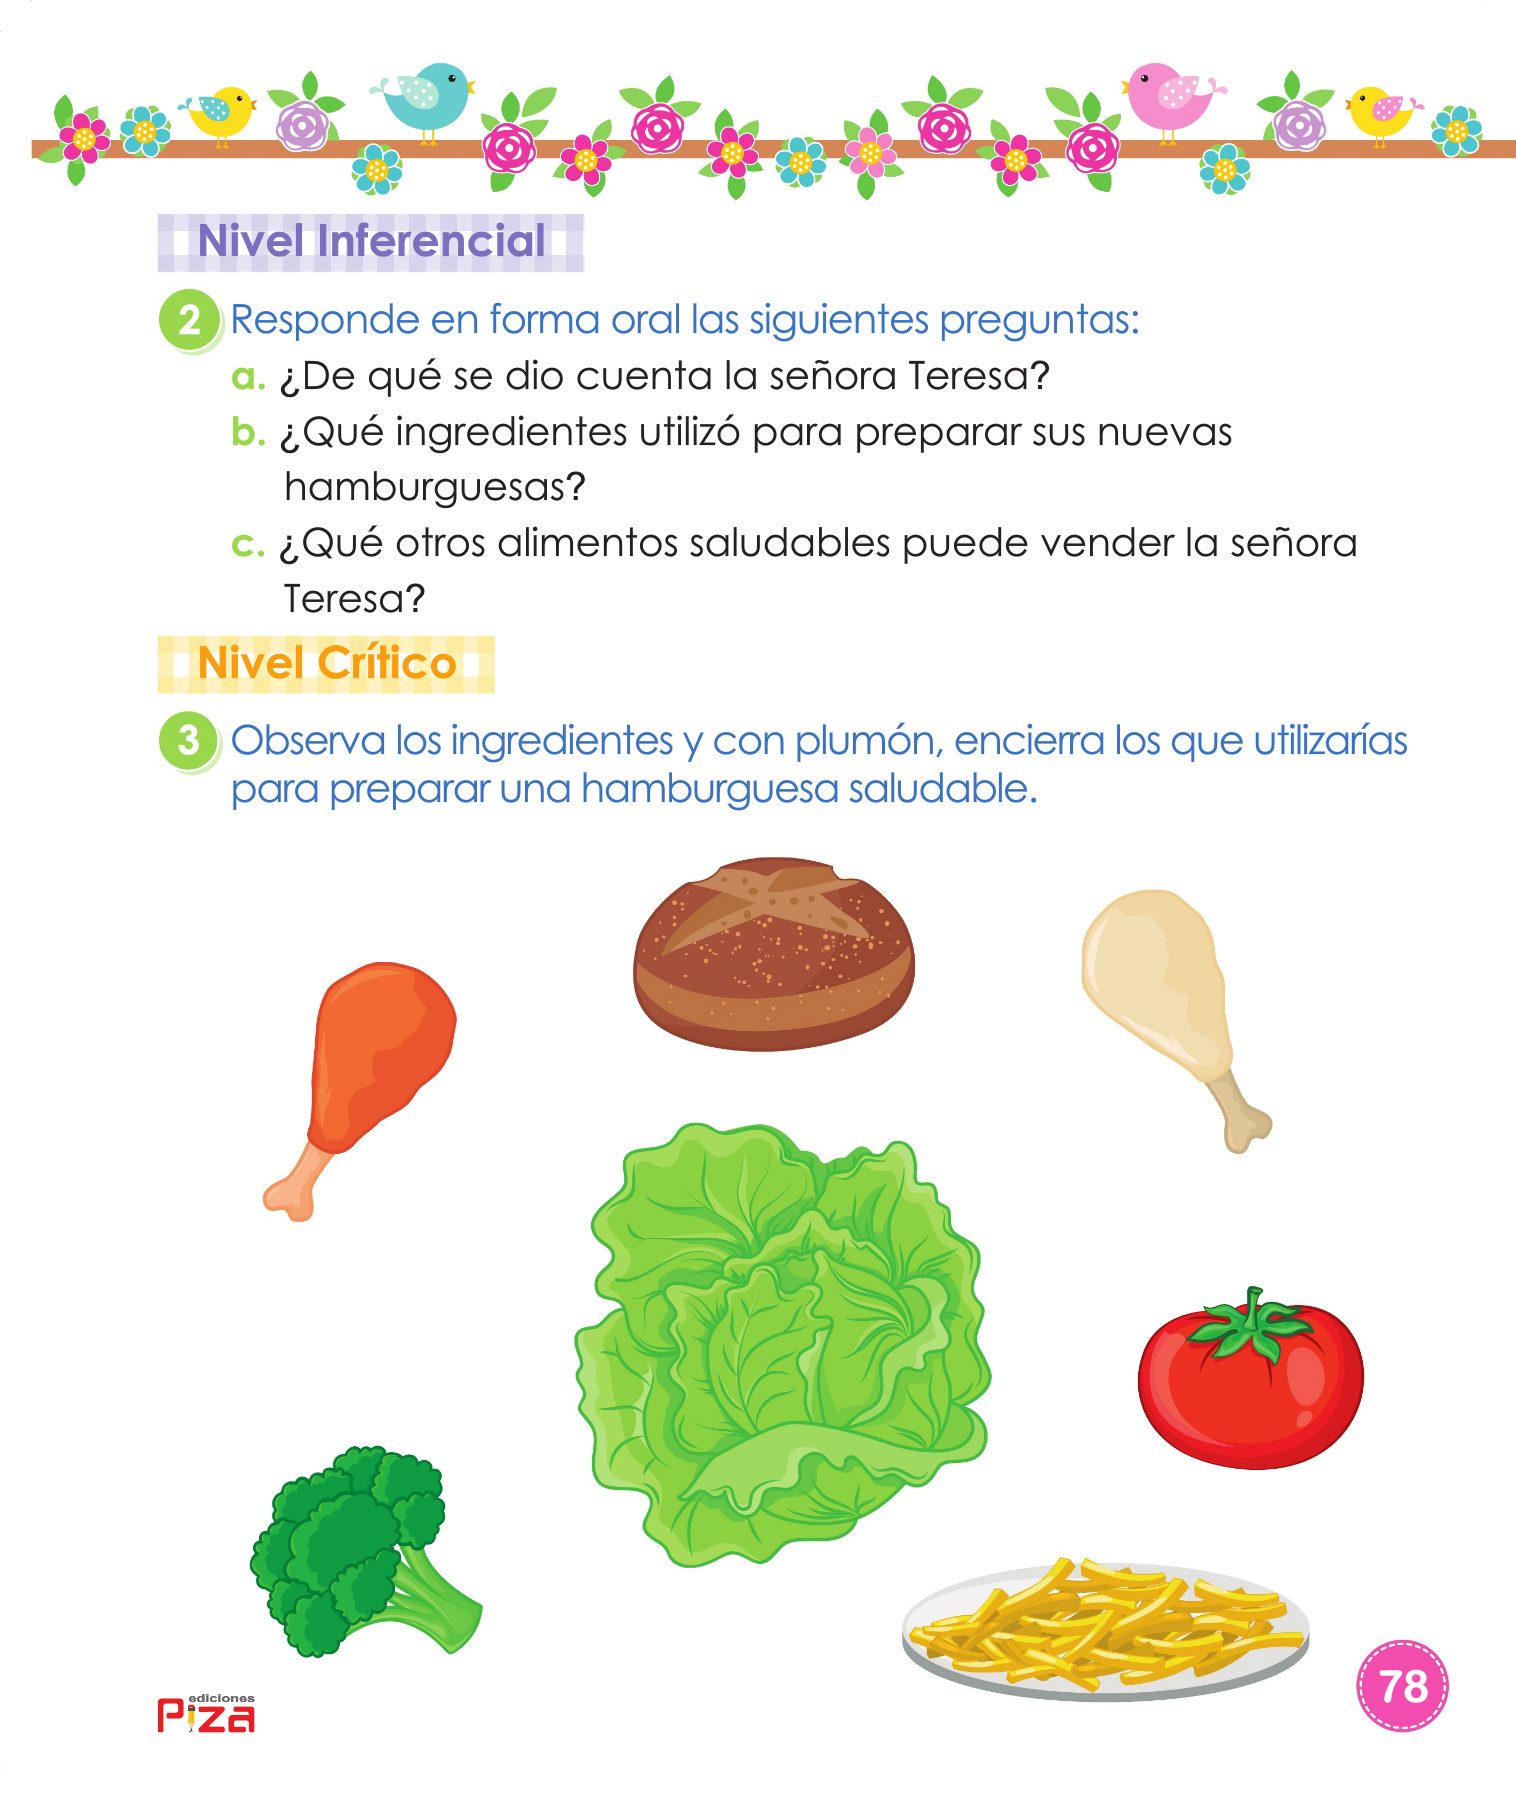 Nivel Inferencial
2 Responde en forma oral las siguientes preguntas:
a. ¿De qué se dio cuenta la señora Teresa?
b. ¿Qué ingredientes utilizó para preparar sus nuevas
hamburguesas?
c. ¿Qué otros alimentos saludables puede vender la señora
Teresa?
Nivel Crítico
3 Observa los ingredientes y con plumón, encierra los que utilizarías
para preparar una hamburguesa saludable.
ediciones
Piza
78